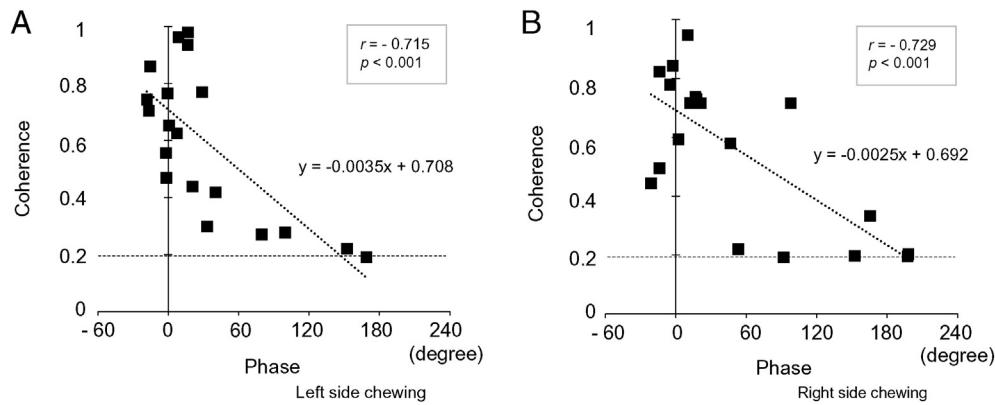 A
1
0.8
0.6
0.4
0.2
0
Coherence
r = - 0.715
p < 0.001
y = -0.0035x + 0.708
- 60 0 60 120 180 240
Phase
(degree)
Left side chewing
B
1
0.8
0.6
0.4
0.2
0
Coherence
r = - 0.729
p < 0.001
y = -0.0025x + 0.692
- 60 0 60 120 180 240
Phase
(degree)
Right side chewing